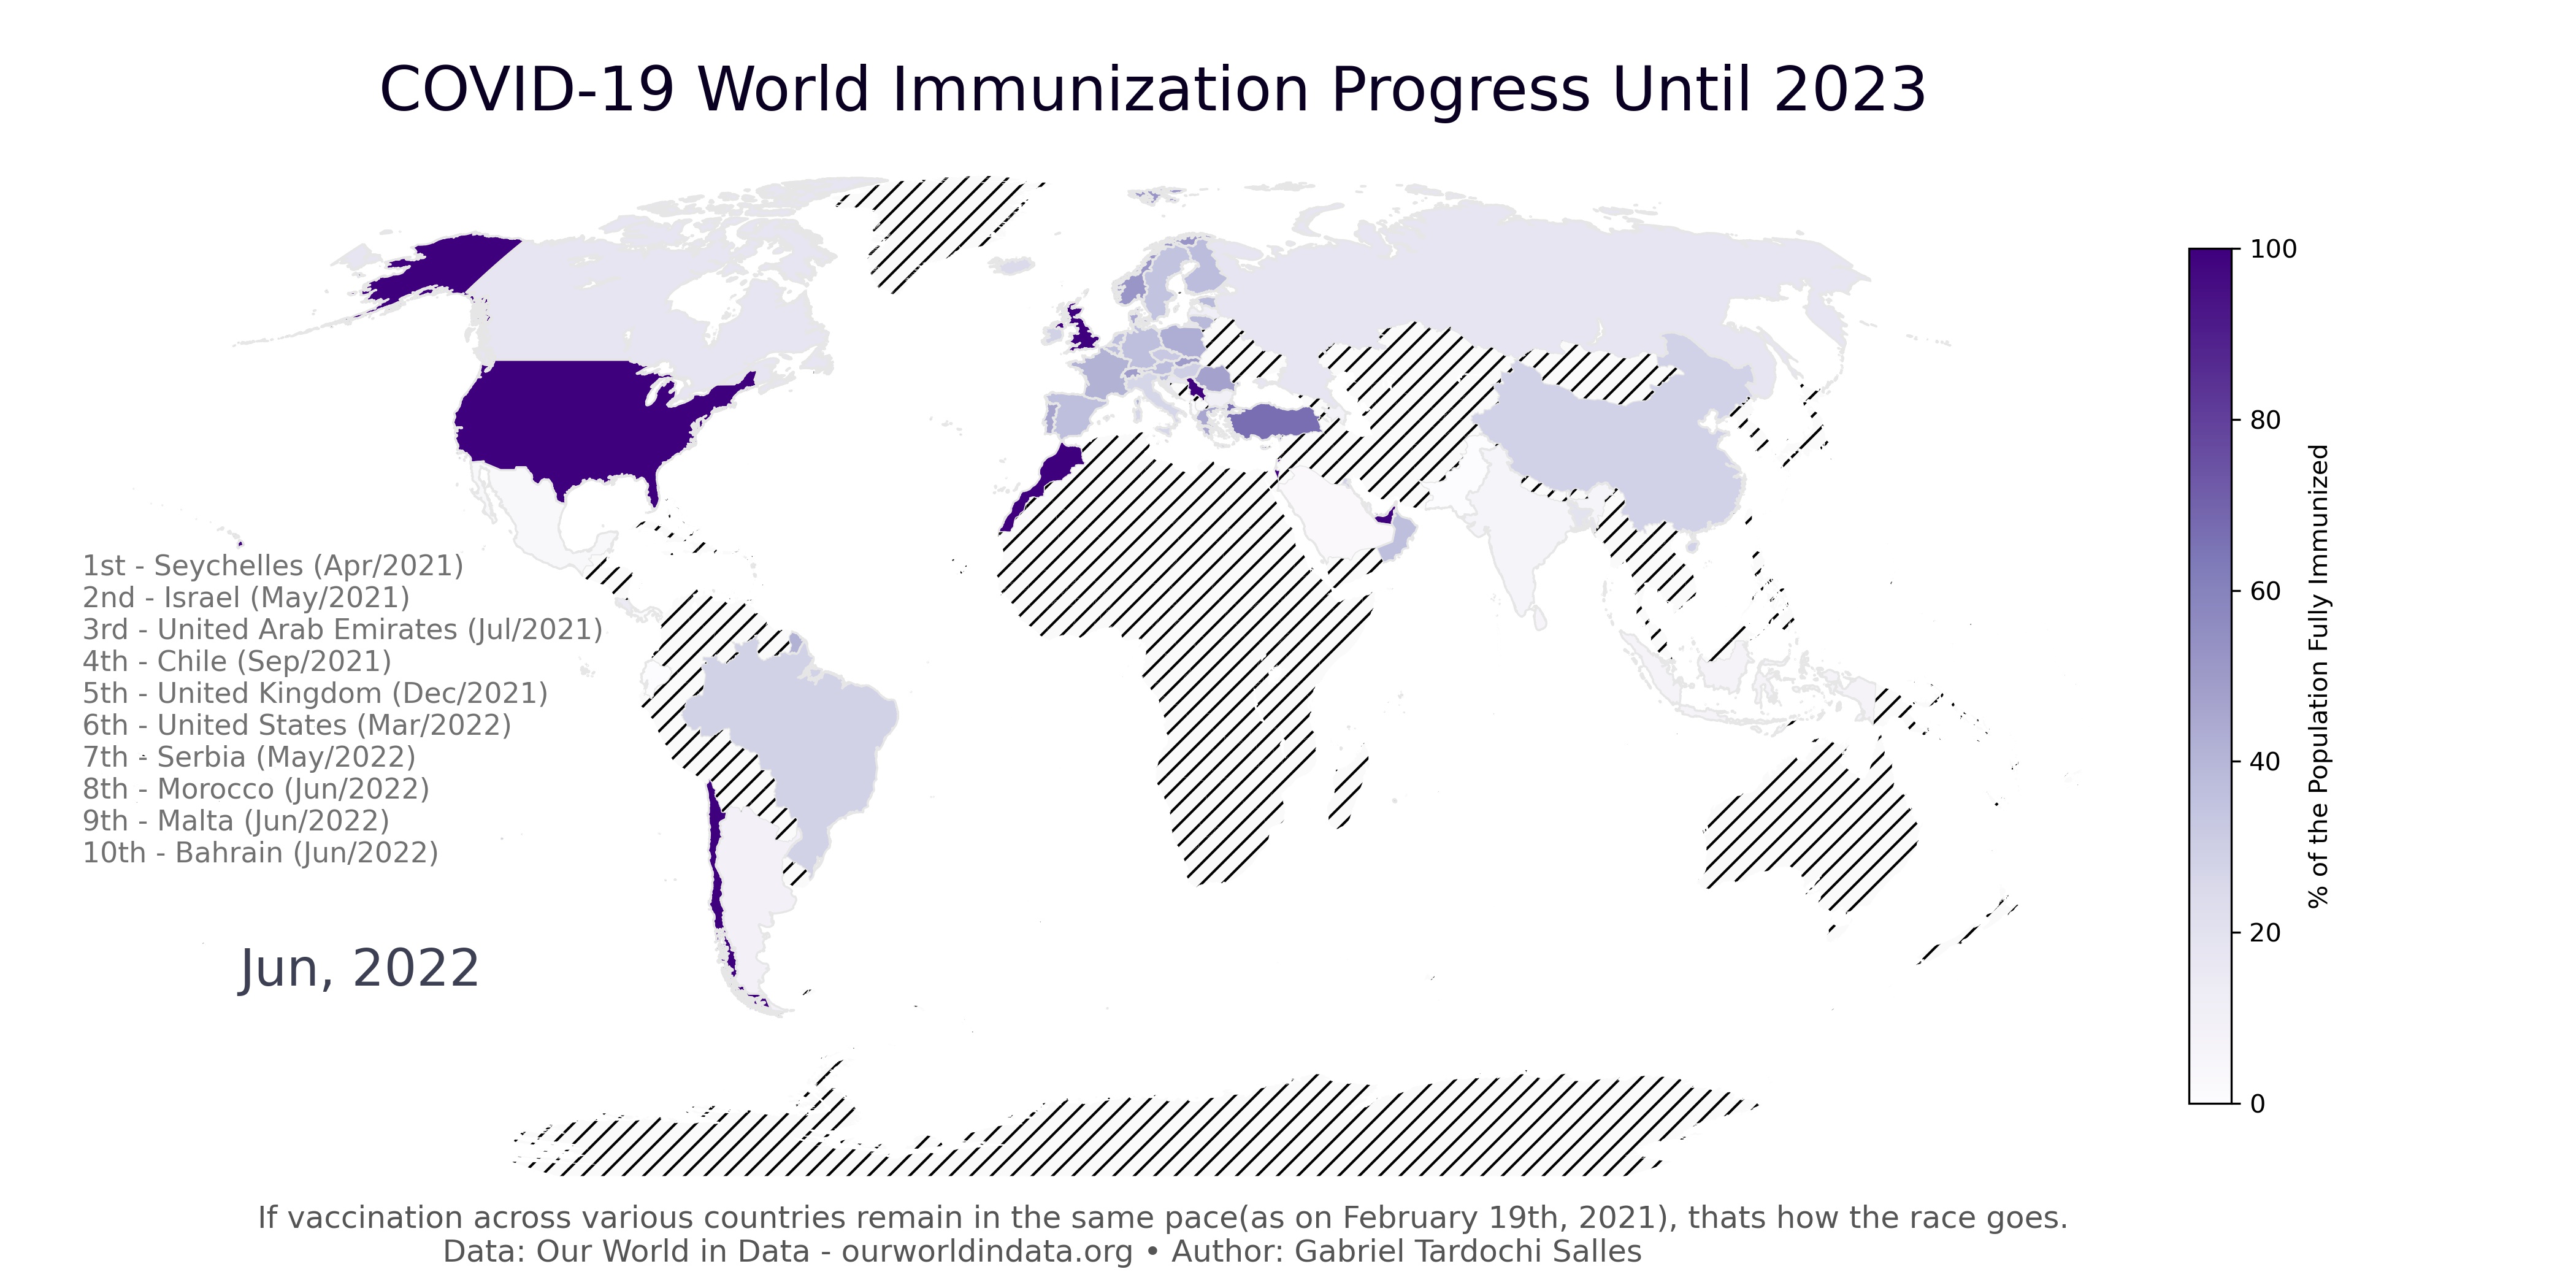 COVID-19 World Immunization Progress Until 2023
1st - Seychelles (Apr/2021)
2nd - Israel (May/2021)
3rd - United Arab Emirates (Jul/2021)
4th - Chile (Sep/2021)
5th - United Kingdom (Dec/2021)
6th - United States (Mar/2022)
7th - Serbia (May/2022)
8th - Morocco (Jun/2022)
9th - Malta (Jun/2022)
10th - Bahrain (Jun/2022)
Jun, 2022
100
80
60
40
20
0
% of the Population Fully Immunized
If vaccination across various countries remain in the same pace(as on February 19th, 2021), thats how the race goes.
Data: Our World in Data - ourworldindata.org • Author: Gabriel Tardochi Salles